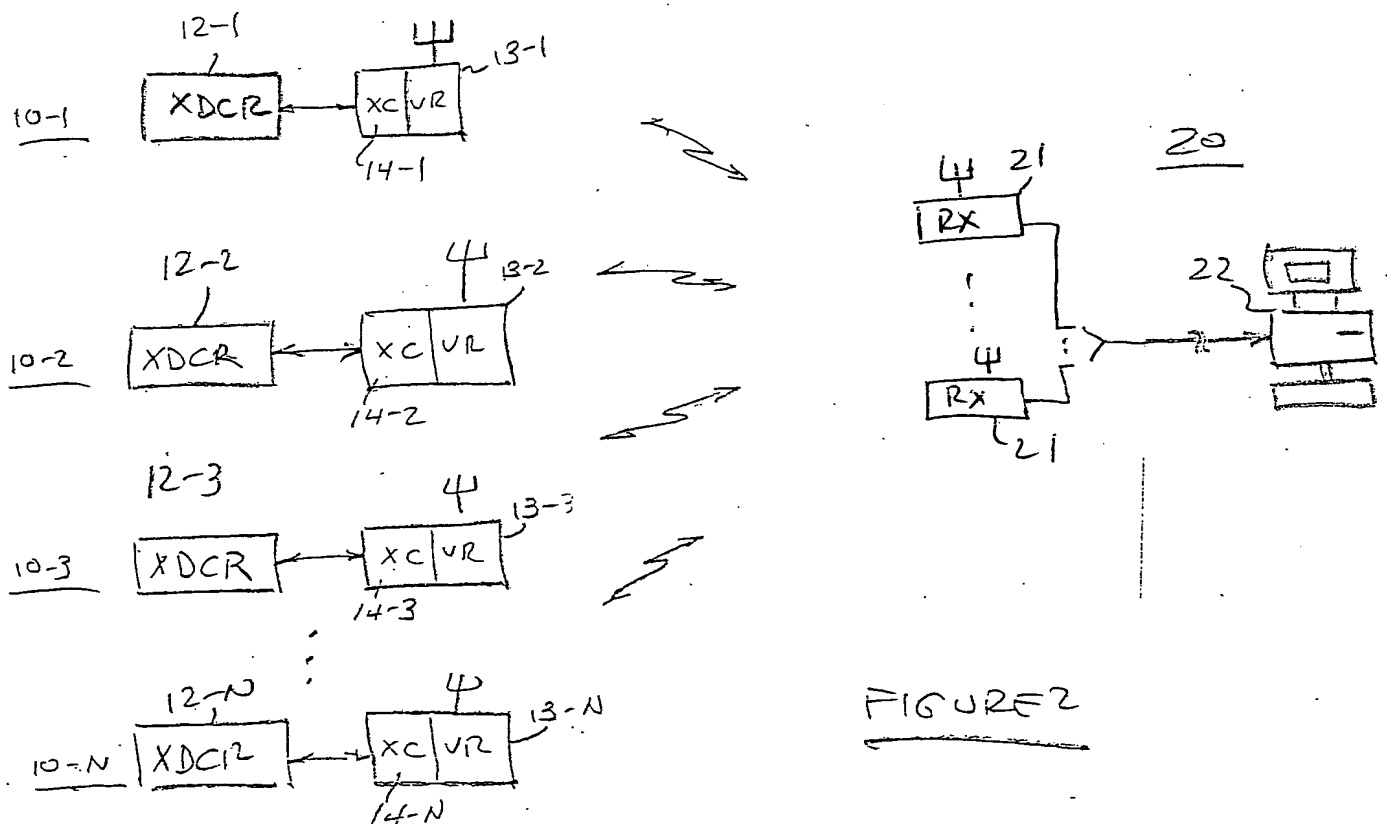 12-1
13-1
10-1
XDCR
XC VR
14-1
20
21
RX
12-2
13-2
10-2
XDCR
XC VR
14-2
22
RX
21
12-3
13-3
10-3
XDCR
XC VR
14-3
12-N
13-N
10-N
XDCR
XC VR
14-N
FIGURE 2